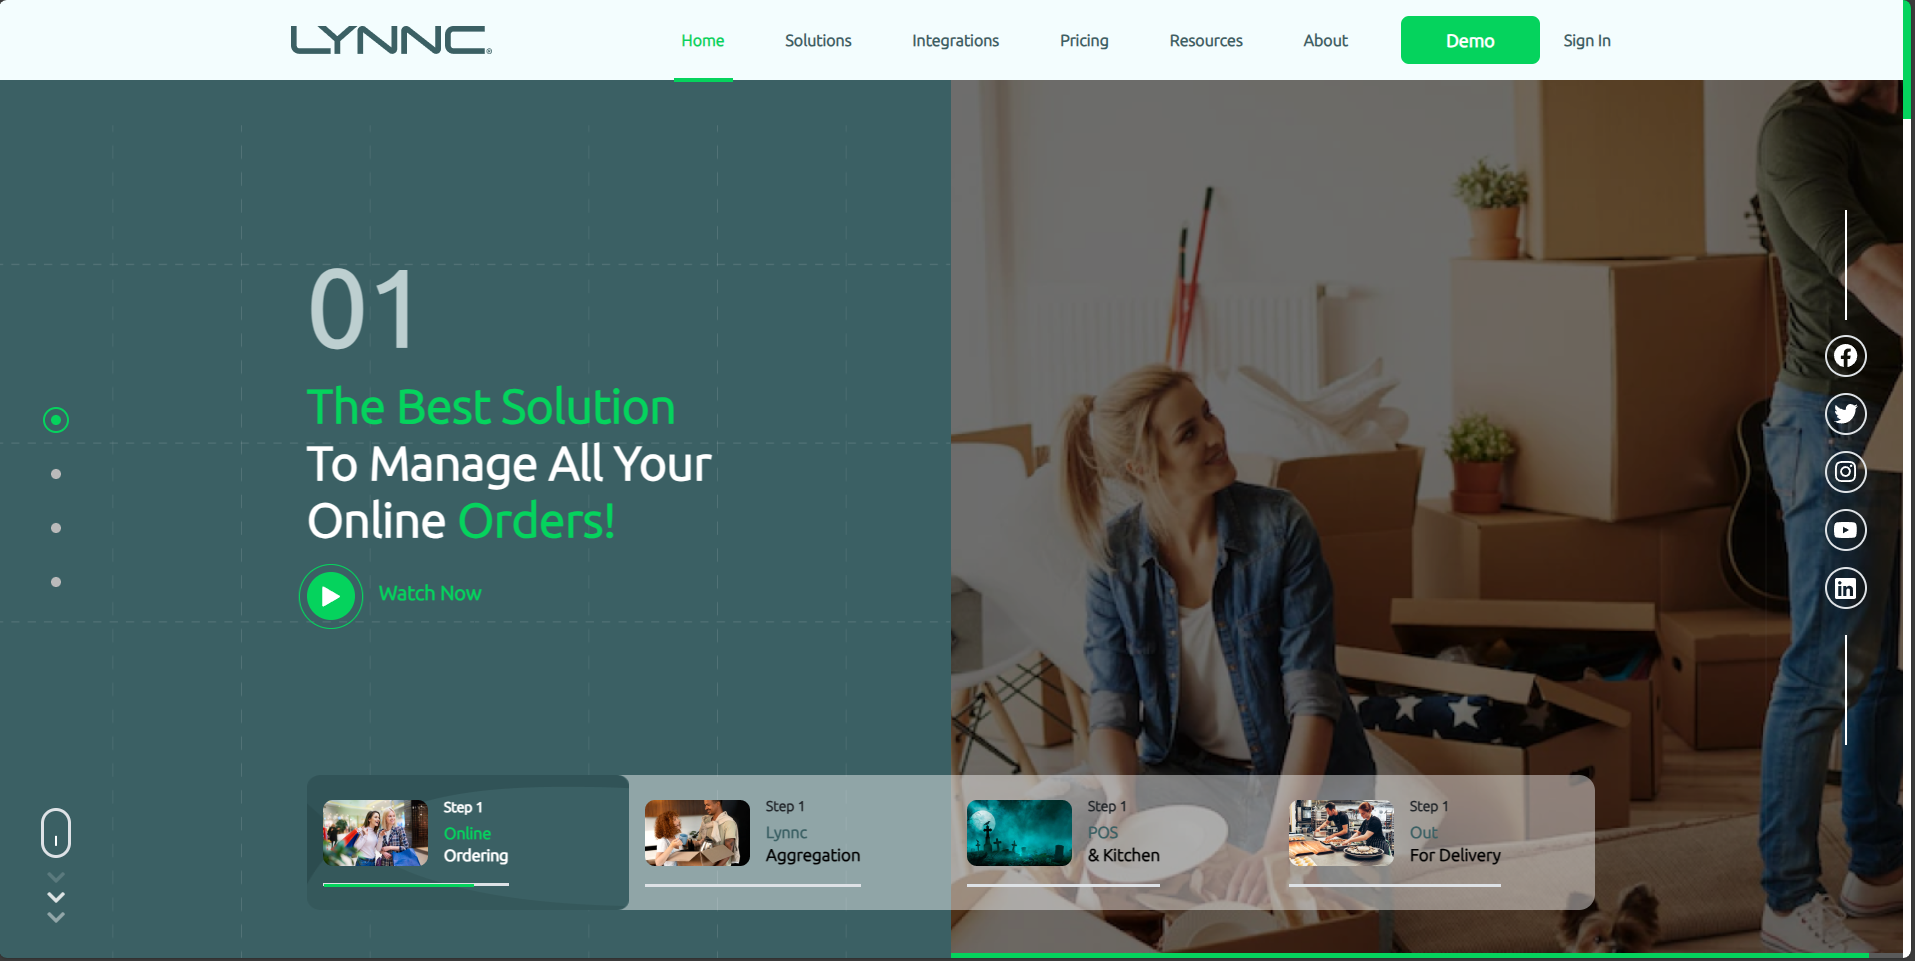 LYNNC®
Home
Solutions
Integrations
Pricing
Resources
About
Demo
Sign In
01
The Best Solution
To Manage All Your
Online Orders!
Watch Now
Step 1
Online
Ordering
Step 1
Lynnc
Aggregation
Step 1
POS
& Kitchen
Step 1
Out
For Delivery